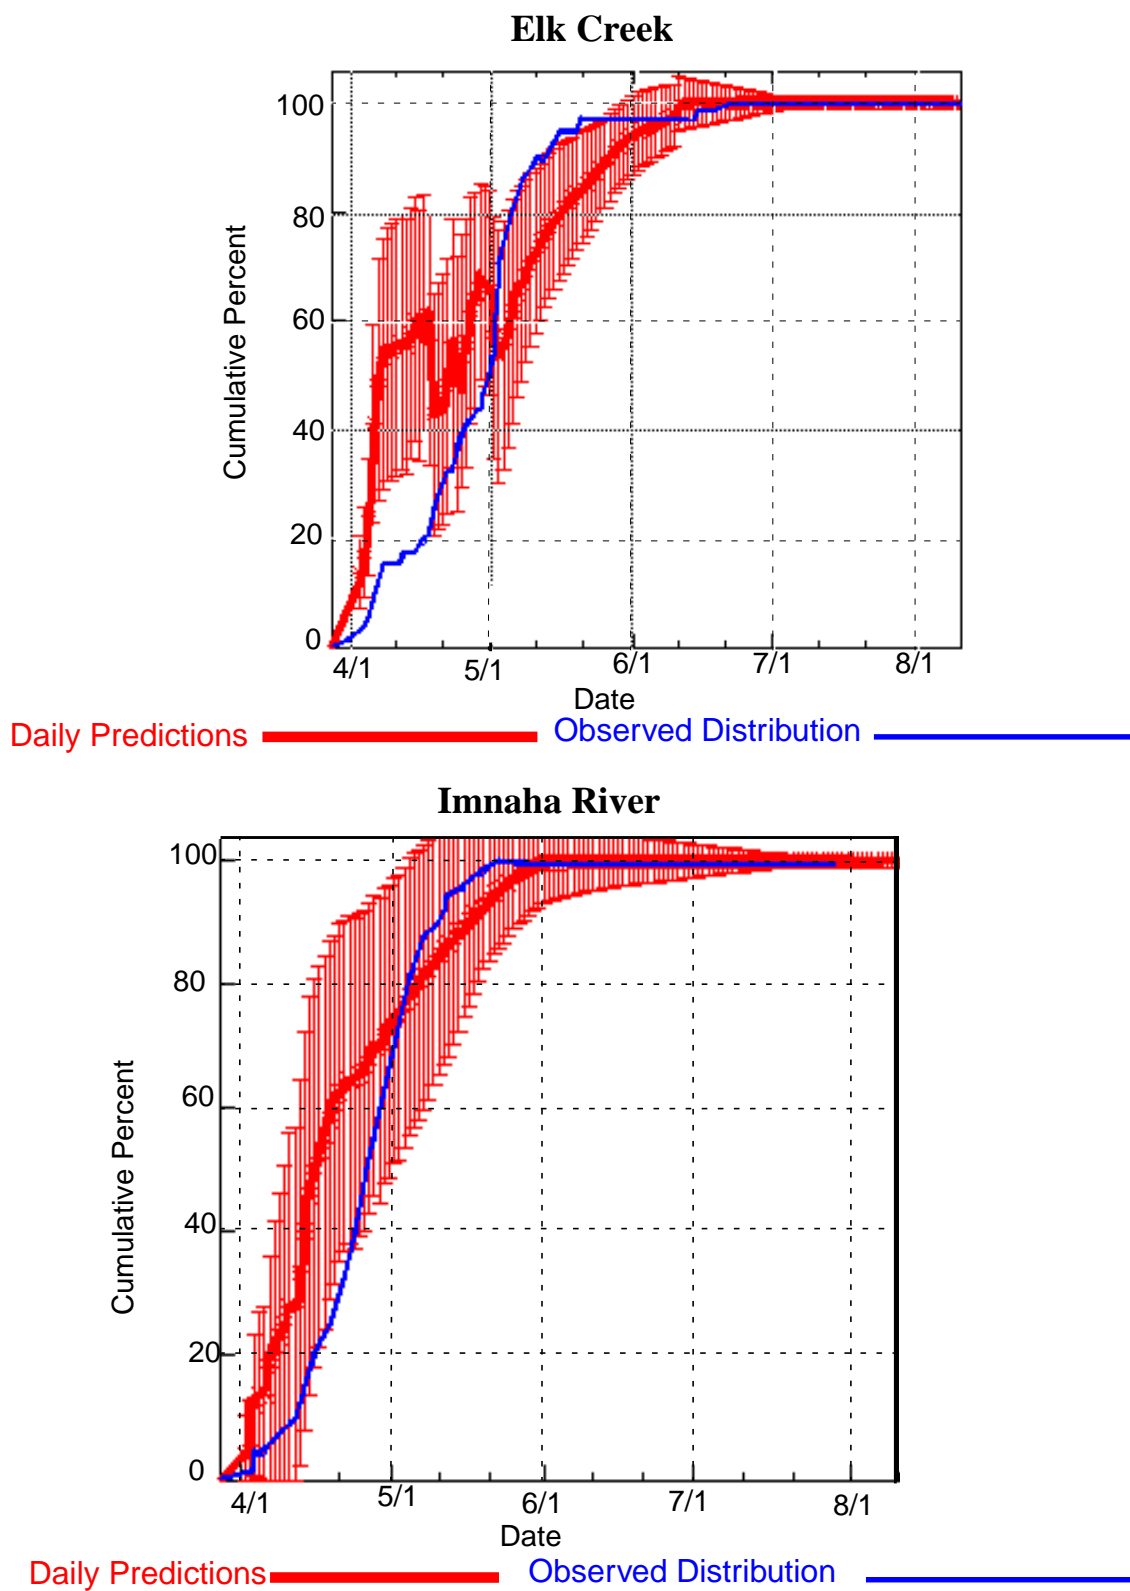 Elk Creek
100
80
60
40
20
0
Cumulative Percent
4/1 5/1 6/1 7/1 8/1
Date
Daily Predictions Observed Distribution
Imnaha River
100
80
60
40
20
0
Cumulative Percent
4/1 5/1 6/1 7/1 8/1
Date
Daily Predictions Observed Distribution